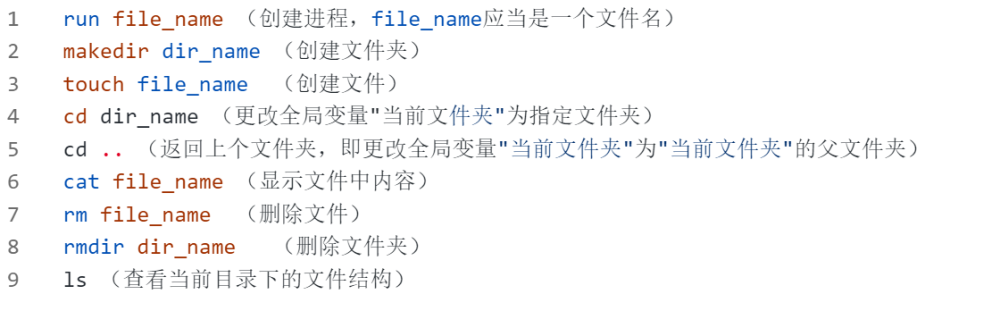 1 run file_name （创建进程，file_name应当是一个文件名）
2 makedir dir_name （创建文件夹）
3 touch file_name （创建文件）
4 cd dir_name （更改全局变量"当前文件夹"为指定文件夹）
5 cd .. （返回上个文件夹，即更改全局变量"当前文件夹"为"当前文件夹"的父文件夹）
6 cat file_name （显示文件中内容）
7 rm file_name （删除文件）
8 rmdir dir_name （删除文件夹）
9 ls （查看当前目录下的文件结构）